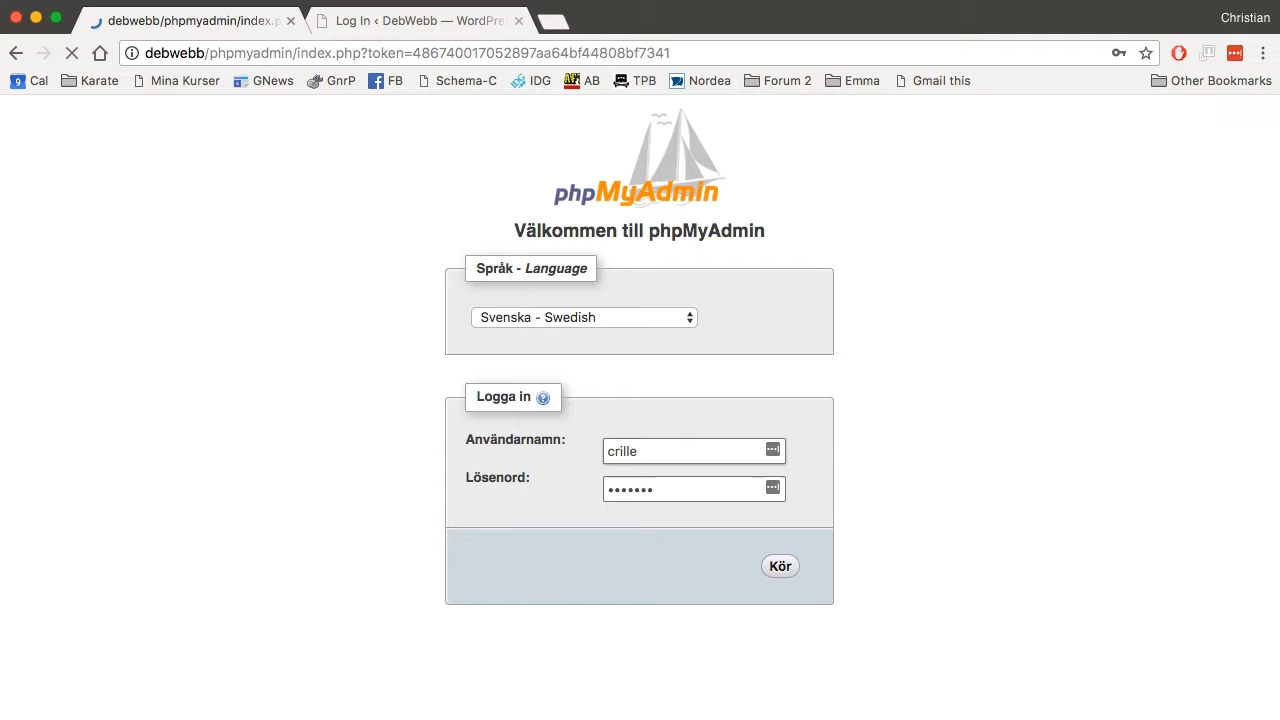 debwebb/phpmyadmin/index.p
Log In ‹ DebWebb — WordPre
Christian
debwebb/phpmyadmin/index.php?token=486740017052897aa64bf44808bf7341
9 Cal Karate Mina Kurser GNews GnrP FB Schema-C IDG AB TPB Nordea Forum 2 Emma Gmail this Other Bookmarks
phpMyAdmin
Välkommen till phpMyAdmin
Språk - Language
Svenska - Swedish
Logga in
Användarnamn:
crille
Lösenord:
•••••••
Kör